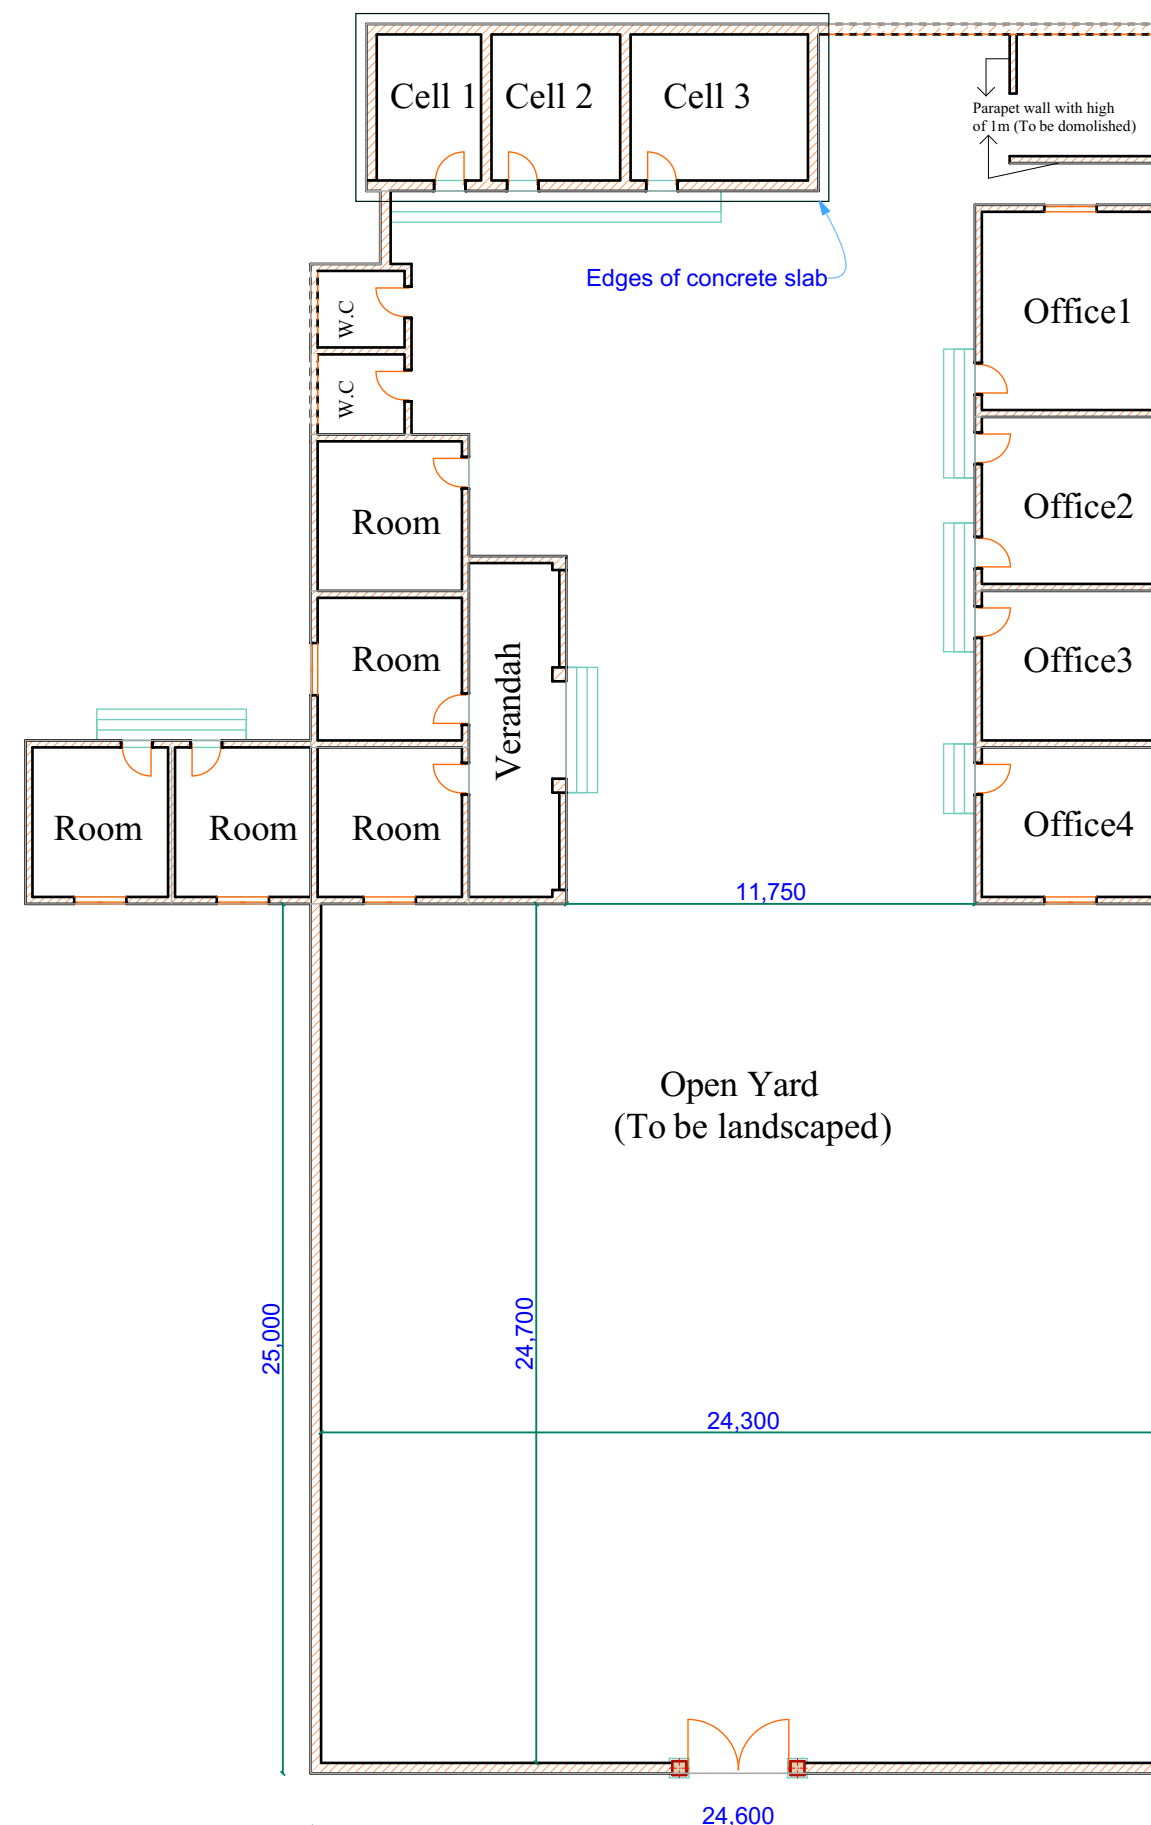 Cell 1
Cell 2
Cell 3
Parapet wall with high
of 1m (To be domolished)
Edges of concrete slab
W.C
Office1
W.C
Room
Office2
Room
Verandah
Office3
Room
Room
Room
Office4
11,750
Open Yard
(To be landscaped)
25,000
24,700
24,300
24,600